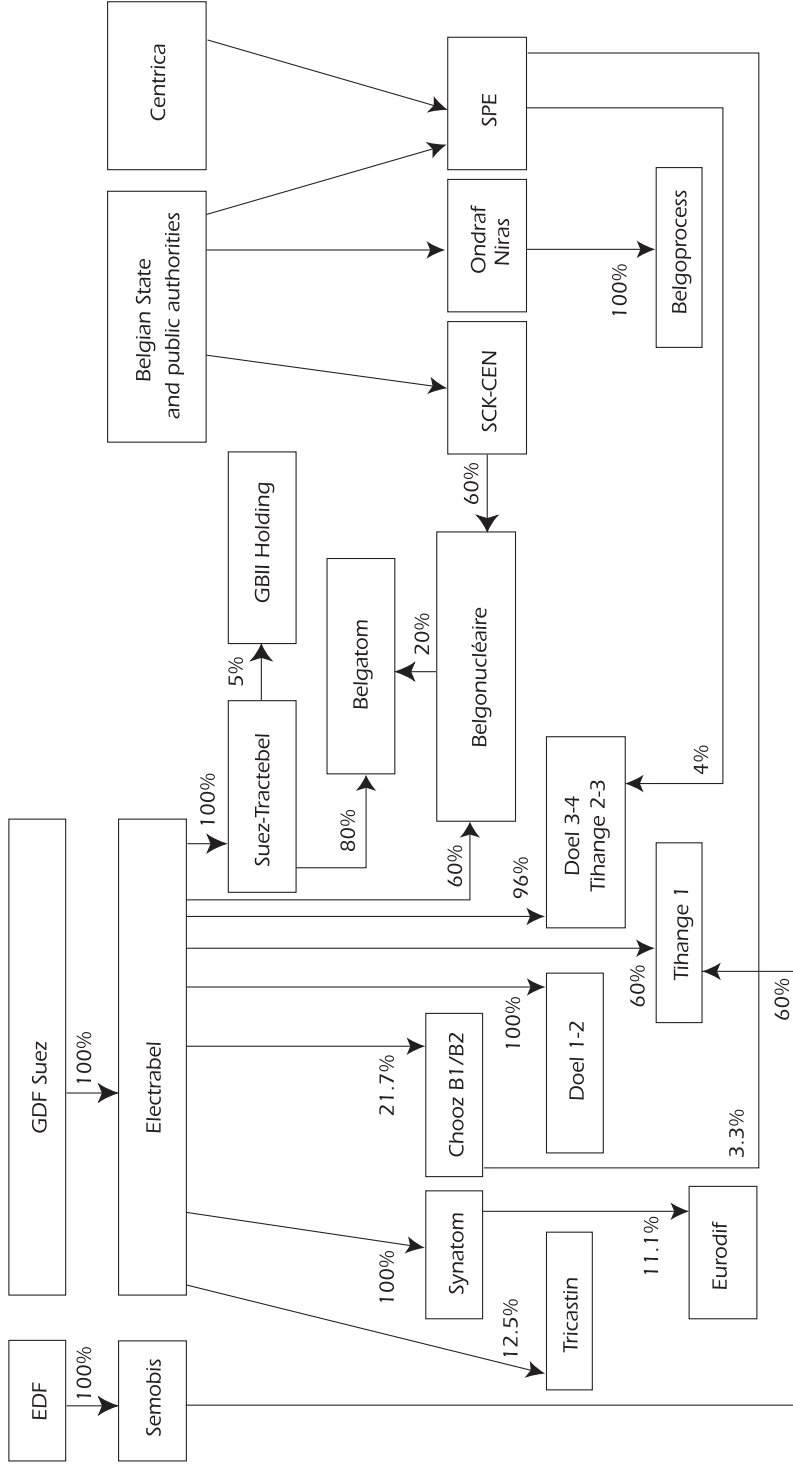 EDF
100%
Semobis
GDF Suez
100%
Electrabel
Belgian State
and public authorities
Centrica
12.5%
Tricastin
100%
Synatom
11.1%
Eurodif
21.7%
Chooz B1/B2
3.3%
100%
Doel 1-2
60%
Tihange 1
60%
96%
Doel 3-4
Tihange 2-3
4%
60%
Belgonucléaire
100%
Suez-Tractebel
80%
5%
GBII Holding
Belgatom
20%
60%
SCK-CEN
Ondraf
Niras
100%
Belgoprocess
SPE